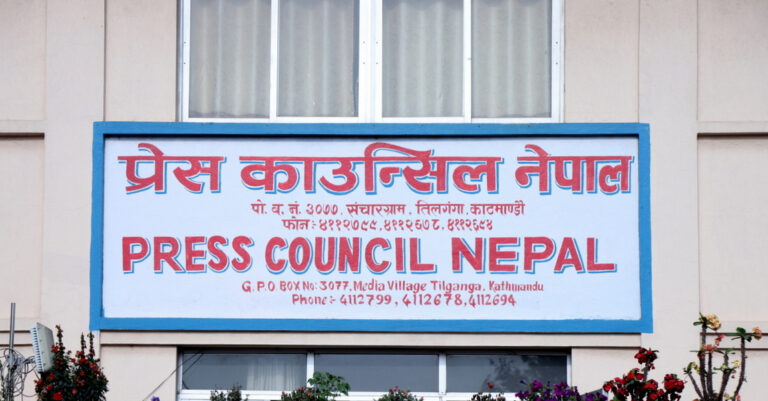 प्रेस काउन्सिल नेपाल
पो. ब. नं. ३०७७, संचारग्राम, तिलगंगा, काठमाण्डौ
फोन:- ४११२७९९, ४११२६७८, ४११२६९४
PRESS COUNCIL NEPAL
G.P.O. BOX No: 3077, Media Village Tilganga, Kathmandu
Phone:- 4112799, 4112678, 4112694